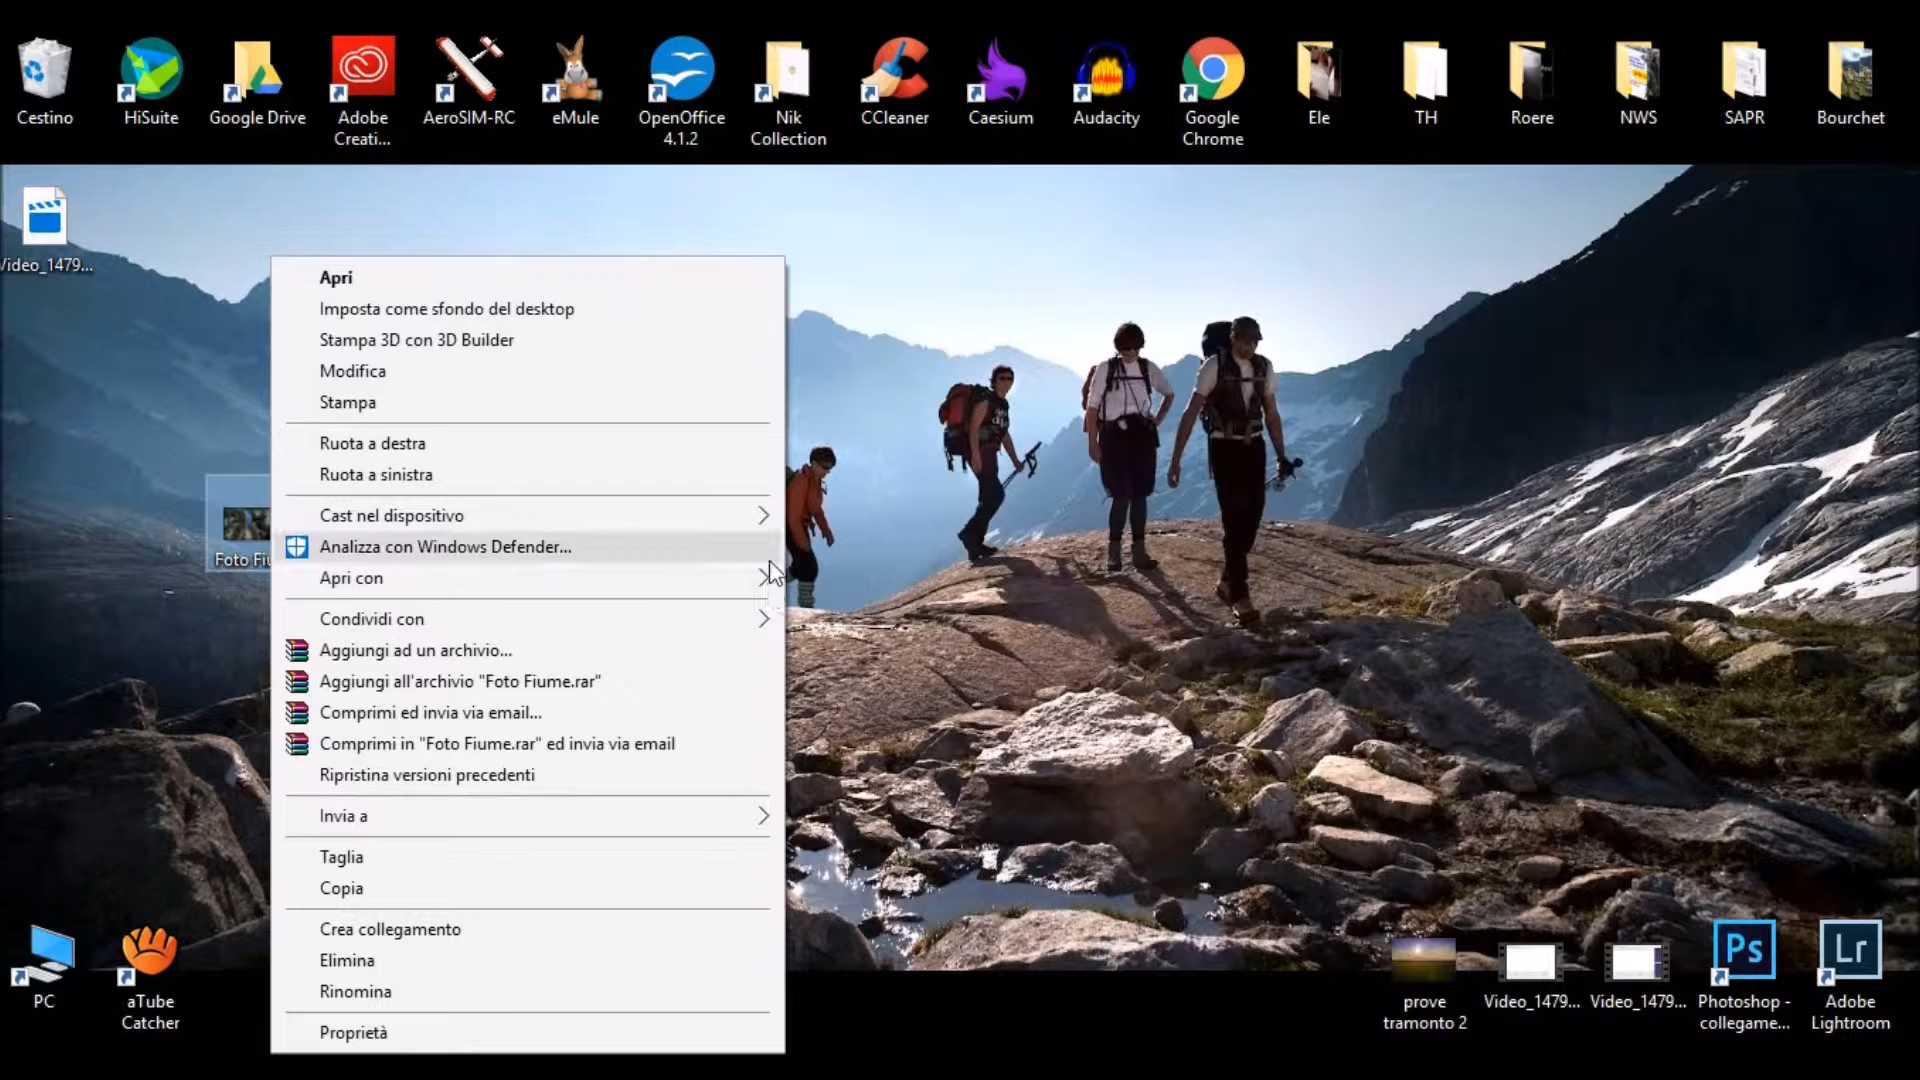 Cestino
HiSuite
Google Drive
Adobe
Creati...
AeroSIM-RC
eMule
OpenOffice
4.1.2
Nik
Collection
CCleaner
Caesium
Audacity
Google
Chrome
Ele
TH
Roere
NWS
SAPR
Bourchet
Video_1479...
Apri
Imposta come sfondo del desktop
Stampa 3D con 3D Builder
Modifica
Stampa
Ruota a destra
Ruota a sinistra
Cast nel dispositivo
Analizza con Windows Defender...
Apri con
Condividi con
Aggiungi ad un archivio...
Aggiungi all'archivio "Foto Fiume.rar"
Comprimi ed invia via email...
Comprimi in "Foto Fiume.rar" ed invia via email
Ripristina versioni precedenti
Invia a
Taglia
Copia
Crea collegamento
Elimina
Rinomina
Proprietà
Foto Fiu
PC
aTube
Catcher
prove
tramonto 2
Video_1479...
Video_1479...
Ps
Photoshop -
collegame...
Lr
Adobe
Lightroom